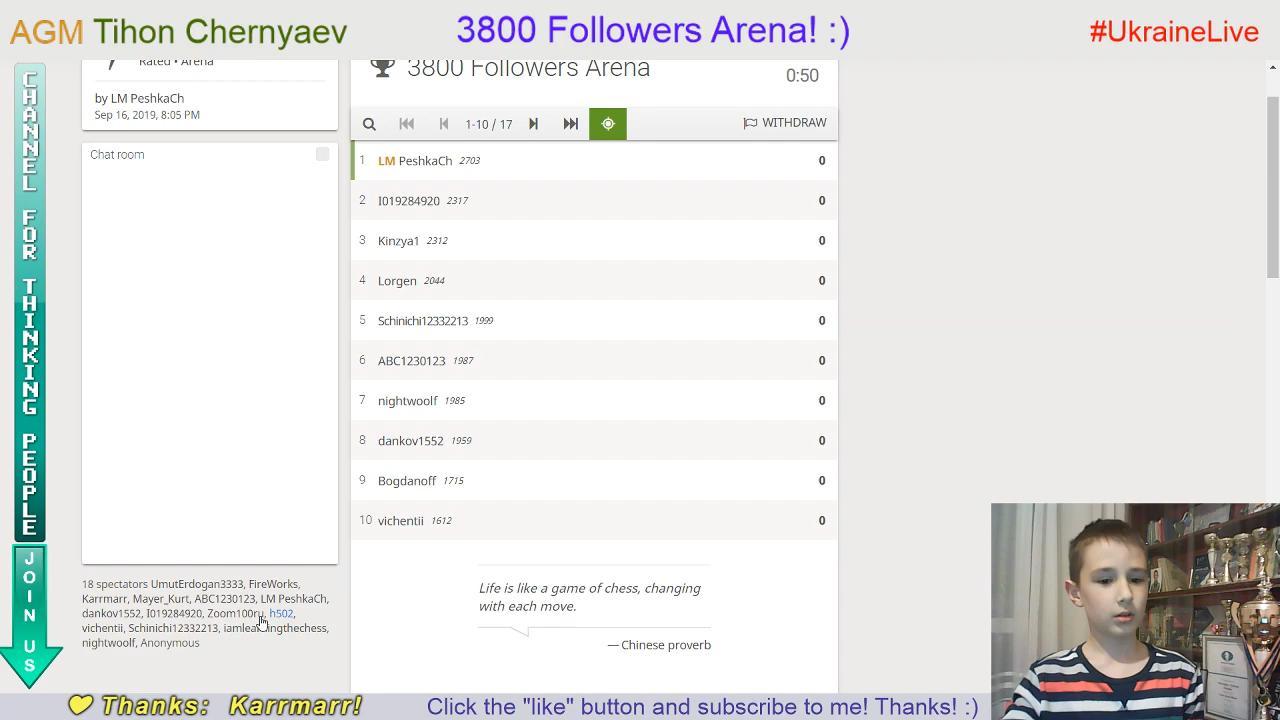 AGM Tihon Chernyaev
3800 Followers Arena! :)
#UkraineLive
CHANNEL FOR THINKING PEOPLE
JOIN US
Rated • Arena
by LM PeshkaCh
Sep 16, 2019, 8:05 PM
Chat room
18 spectators UmutErdogan3333, FireWorks,
Karrmarr, Mayer_Kurt, ABC1230123, LM PeshkaCh,
dankov1552, I019284920, Zoom100ru, h502,
vichentii, Schinichi12332213, iamlearningthechess,
nightwoolf, Anonymous
3800 Followers Arena
0:50
1-10 / 17
WITHDRAW
1 LM PeshkaCh 2703 0
2 I019284920 2317 0
3 Kinzya1 2312 0
4 Lorgen 2044 0
5 Schinichi12332213 1999 0
6 ABC1230123 1987 0
7 nightwoolf 1985 0
8 dankov1552 1959 0
9 Bogdanoff 1715 0
10 vichentii 1612 0
Life is like a game of chess, changing
with each move.
— Chinese proverb
Thanks: Karrmarr!
Click the "like" button and subscribe to me! Thanks! :)